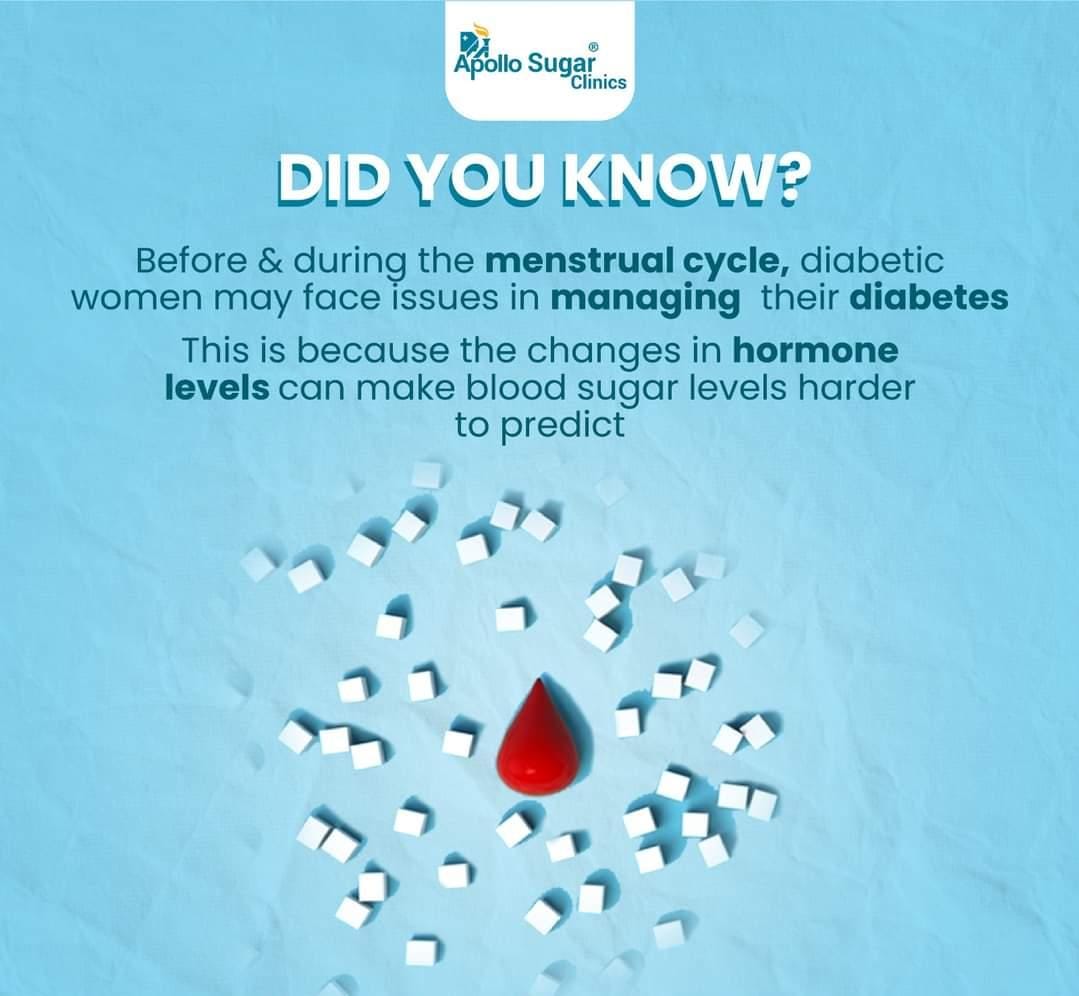 Apollo Sugar®
Clinics
DID YOU KNOW?
Before & during the menstrual cycle, diabetic
women may face issues in managing their diabetes
This is because the changes in hormone
levels can make blood sugar levels harder
to predict